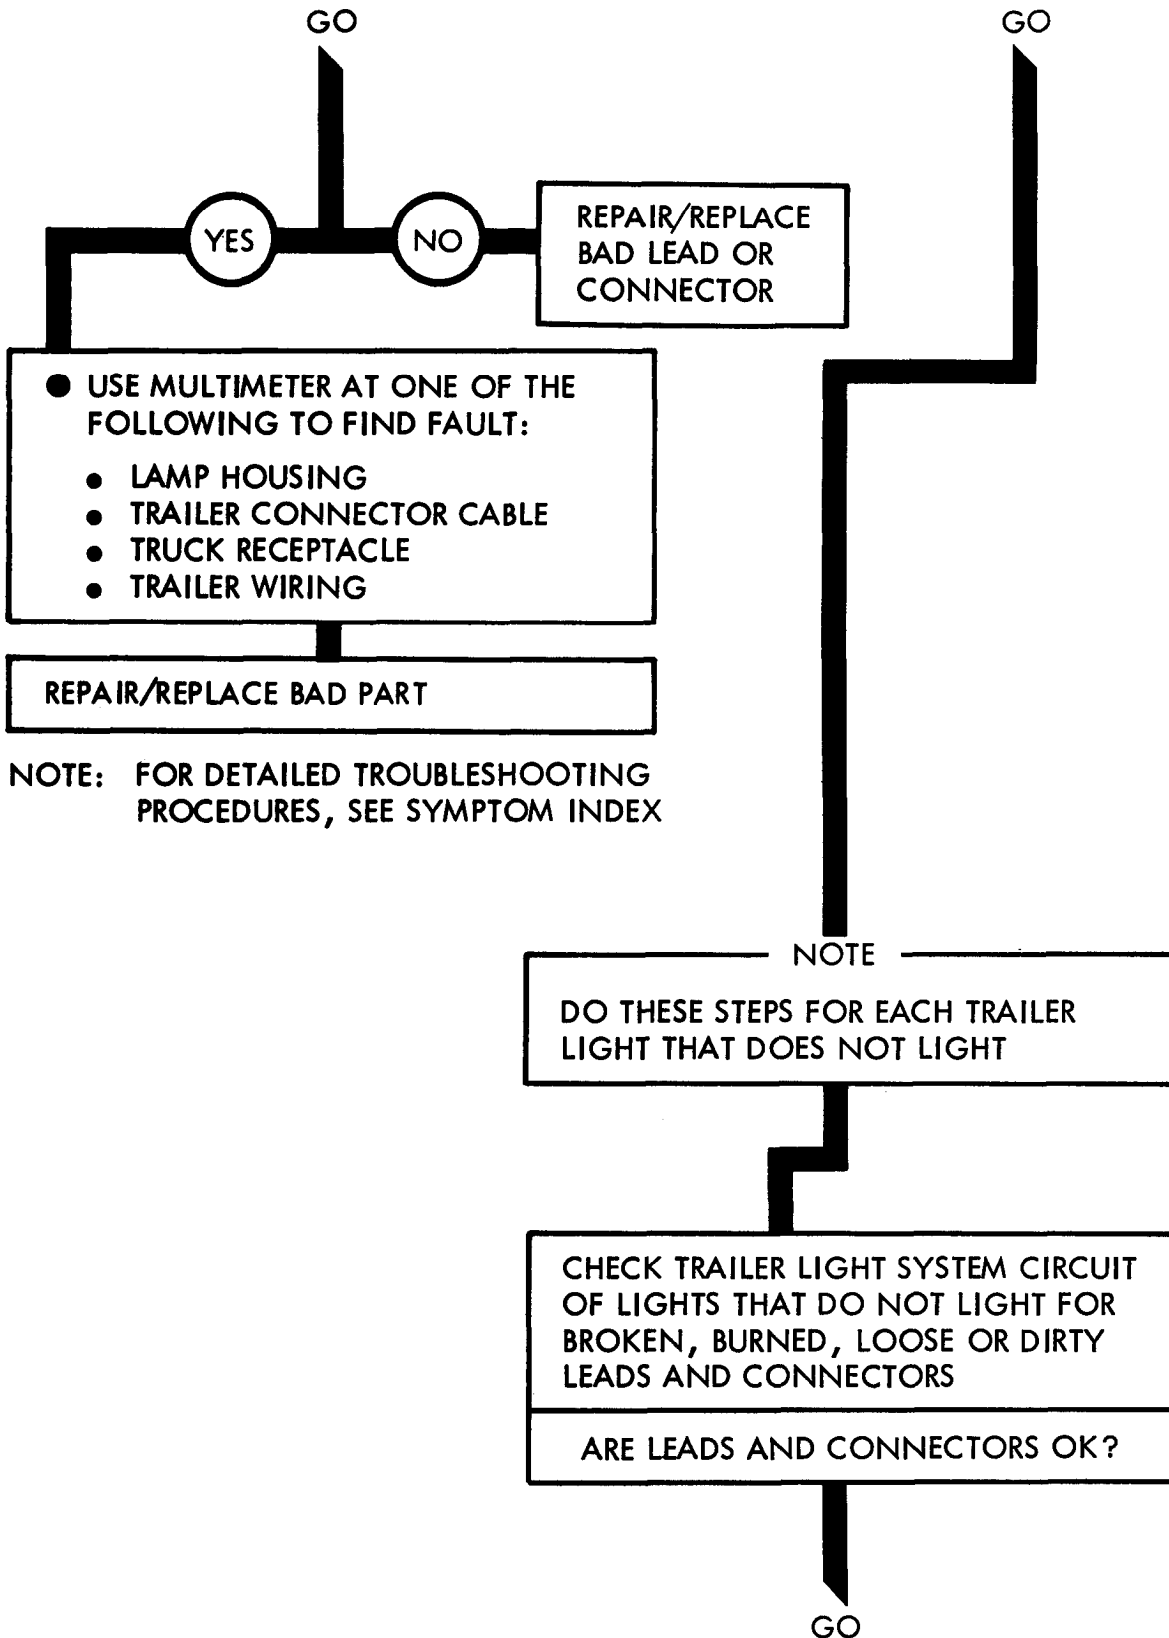 GO
GO
YES
NO
REPAIR/REPLACE
BAD LEAD OR
CONNECTOR
● USE MULTIMETER AT ONE OF THE
FOLLOWING TO FIND FAULT:
● LAMP HOUSING
● TRAILER CONNECTOR CABLE
● TRUCK RECEPTACLE
● TRAILER WIRING
REPAIR/REPLACE BAD PART
NOTE: FOR DETAILED TROUBLESHOOTING
PROCEDURES, SEE SYMPTOM INDEX
NOTE
DO THESE STEPS FOR EACH TRAILER
LIGHT THAT DOES NOT LIGHT
CHECK TRAILER LIGHT SYSTEM CIRCUIT
OF LIGHTS THAT DO NOT LIGHT FOR
BROKEN, BURNED, LOOSE OR DIRTY
LEADS AND CONNECTORS
ARE LEADS AND CONNECTORS OK?
GO